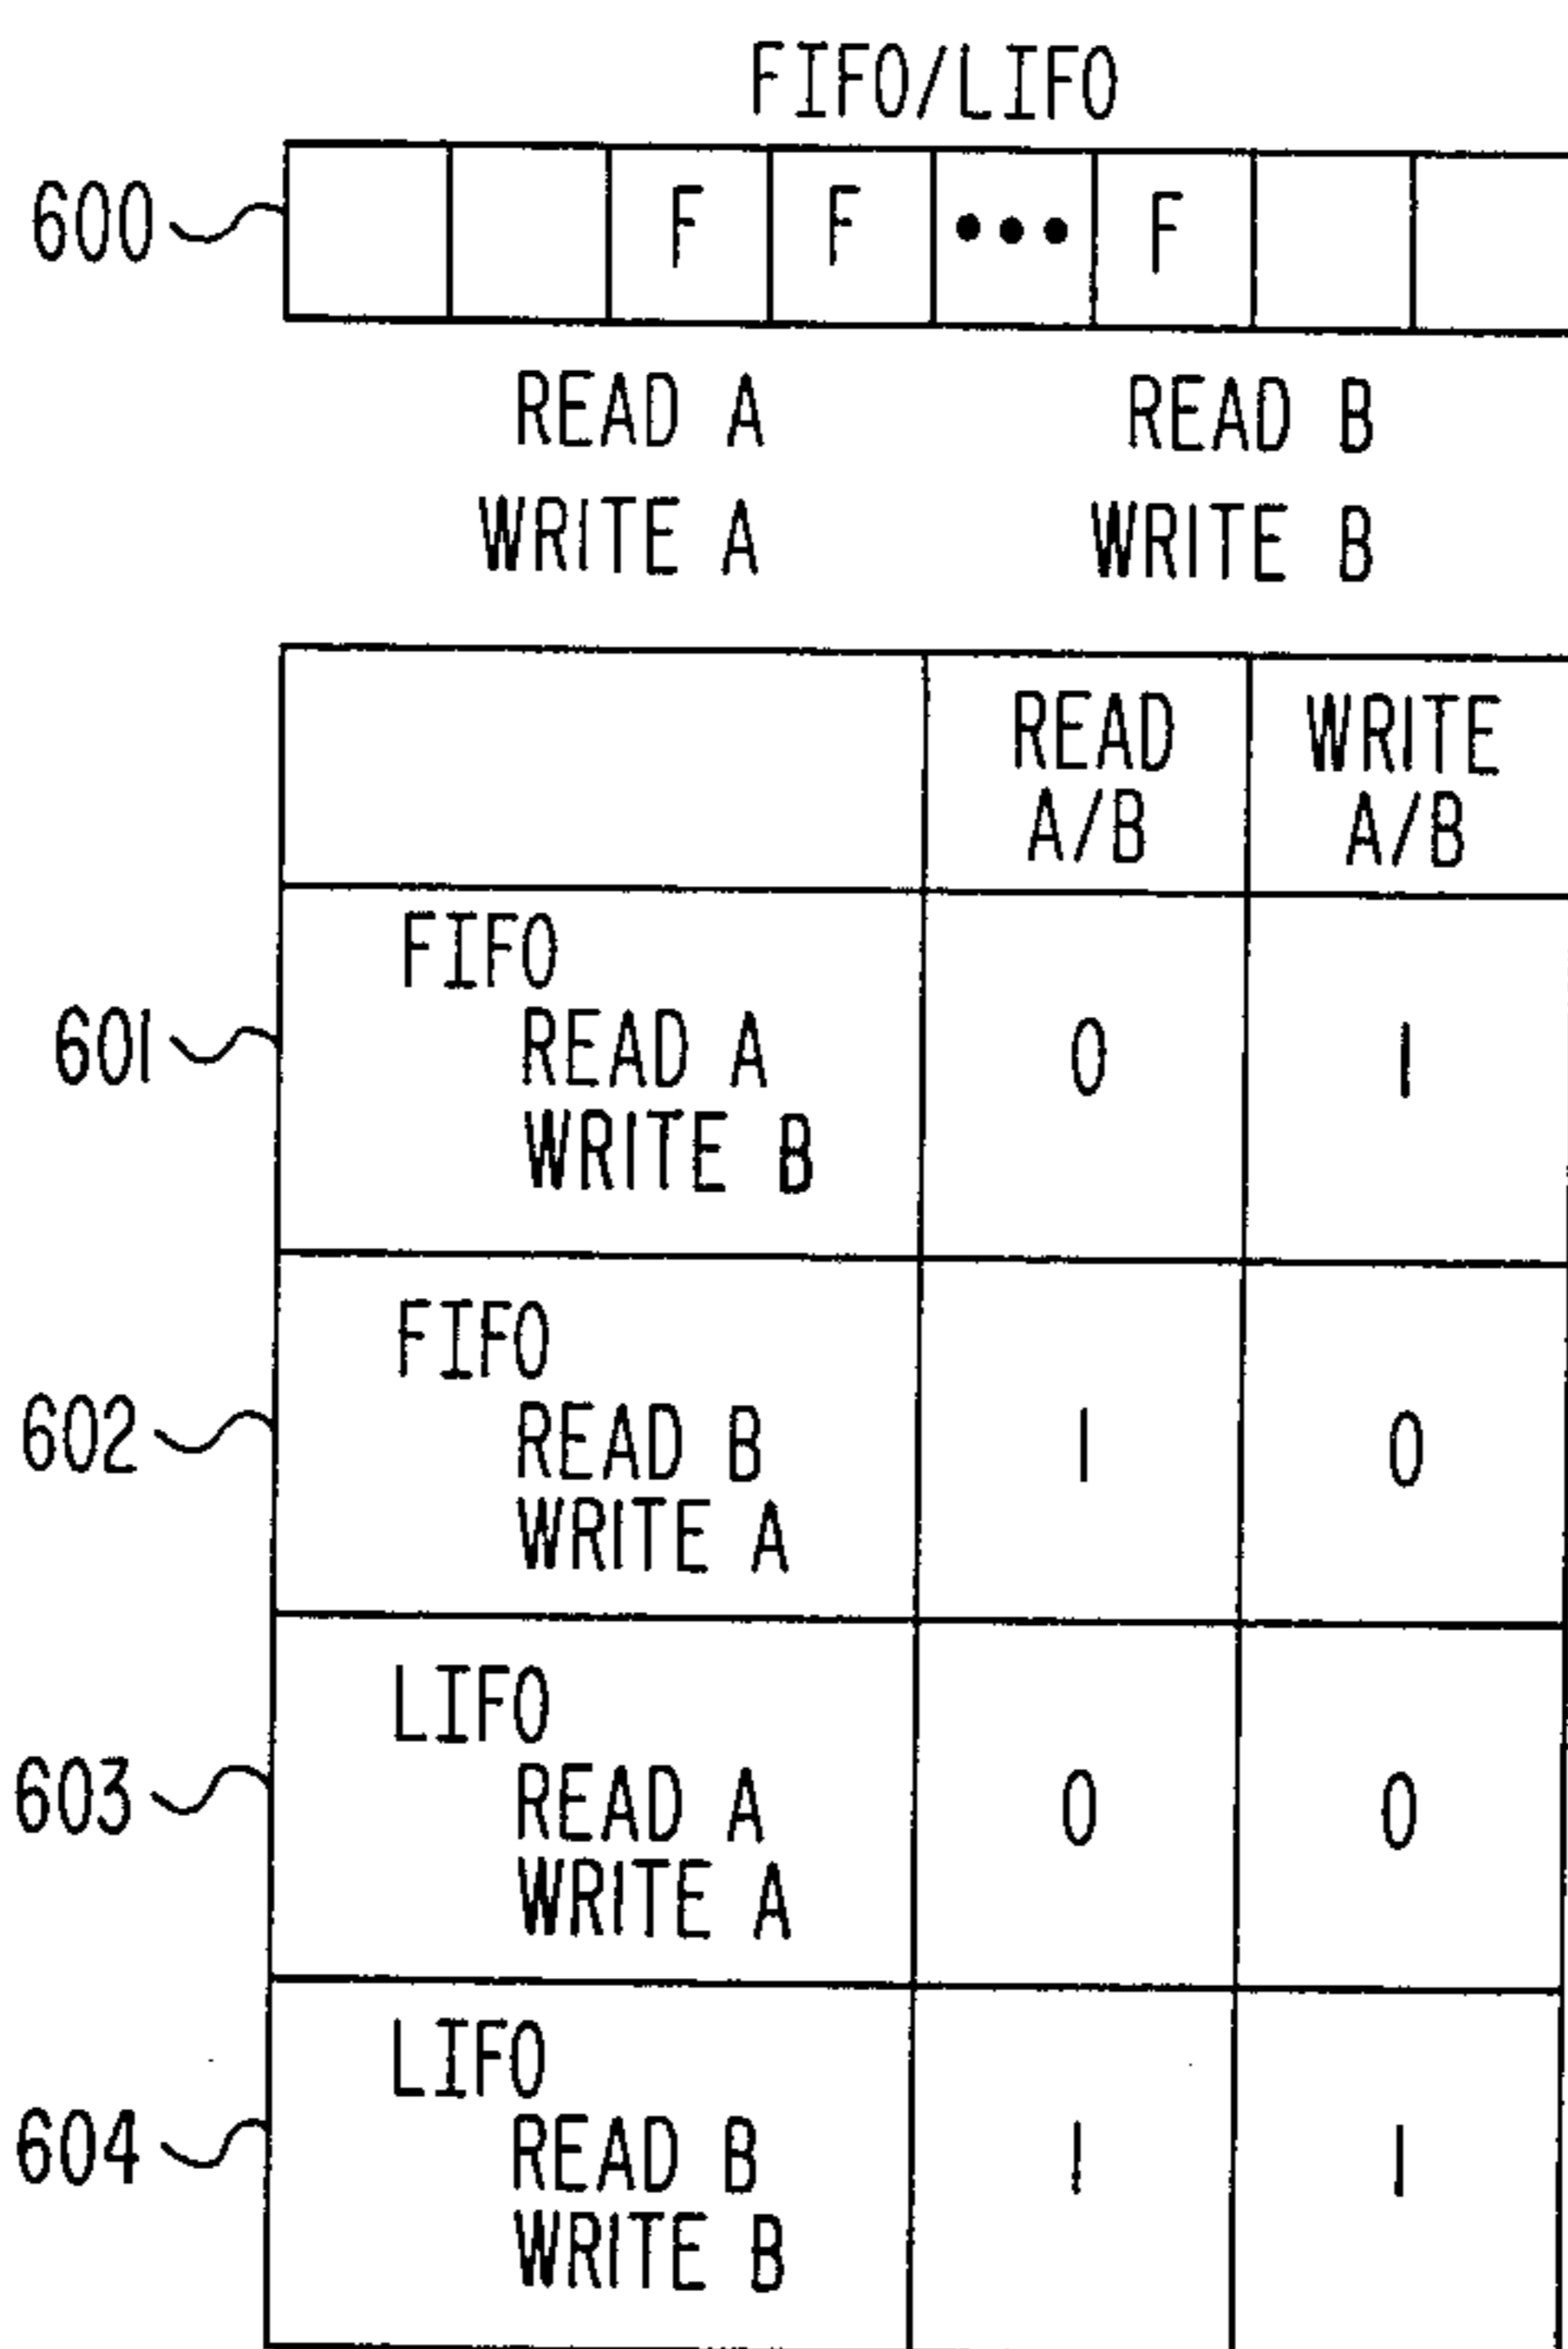 FIFO/LIFO
600 F F ••• F
READ A READ B
WRITE A WRITE B
READ A/B WRITE A/B
601
FIFO
READ A
WRITE B
0 1
602
FIFO
READ B
WRITE A
1 0
603
LIFO
READ A
WRITE A
0 0
604
LIFO
READ B
WRITE B
1 1